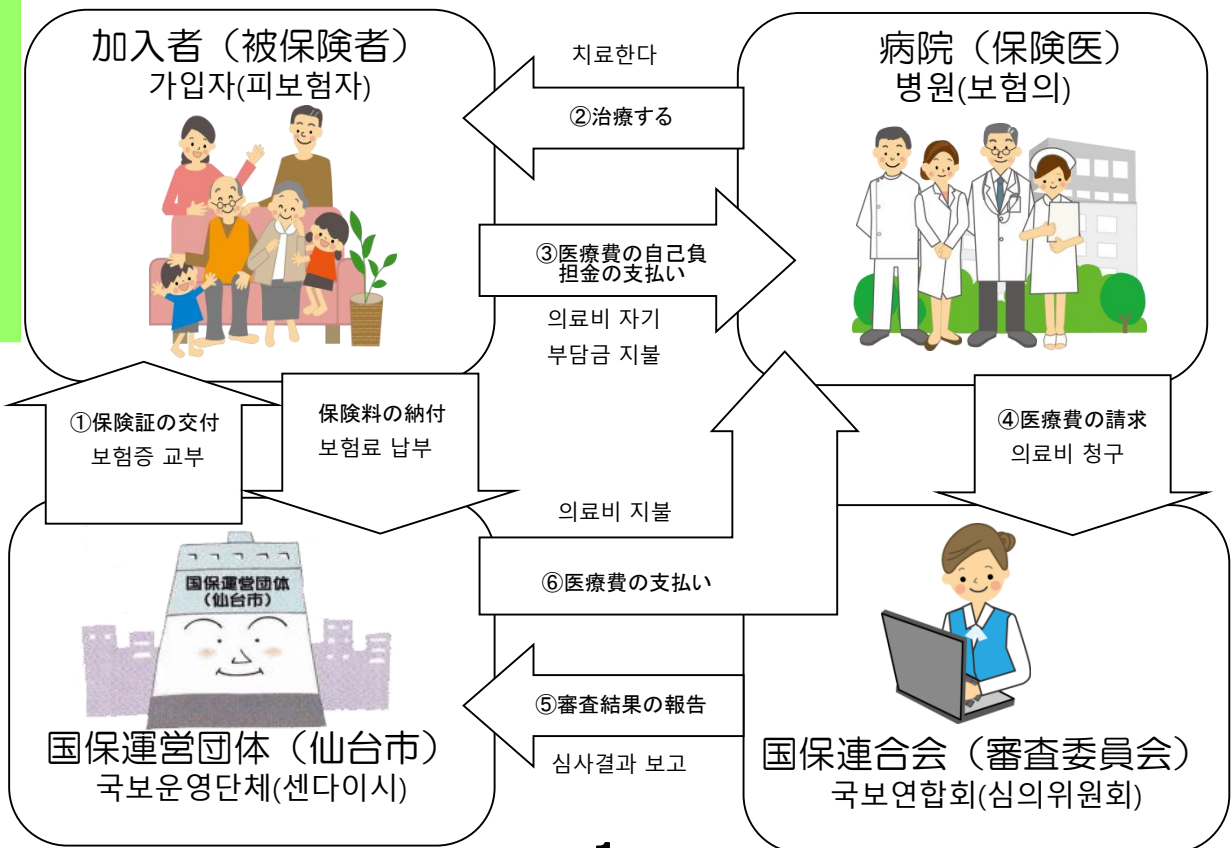 加入者（被保険者）
가입자(피보험자)
치료한다
②治療する
病院（保険医）
병원(보험의)
③医療費の自己負
担金の支払い
의료비 자기
부담금 지불
①保険証の交付
보험증 교부
保険料の納付
보험료 납부
④医療費の請求
의료비 청구
의료비 지불
⑥医療費の支払い
国保運営団体
（仙台市）
⑤審査結果の報告
심사결과 보고
国保運営団体（仙台市）
국보운영단체(센다이시)
国保連合会（審査委員会）
국보연합회(심의위원회)